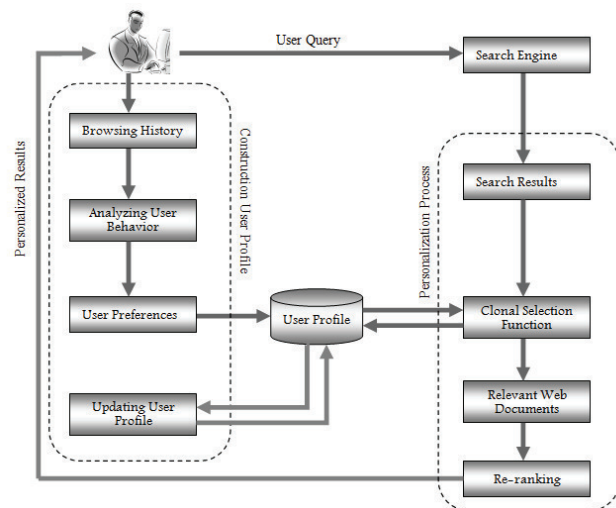 User Query
Search Engine
Browsing History
Analyzing User
Behavior
User Preferences
Updating User
Profile
Construction User Profile
Personalized Results
User Profile
Personalization Process
Search Results
Clonal Selection
Function
Relevant Web
Documents
Re-ranking